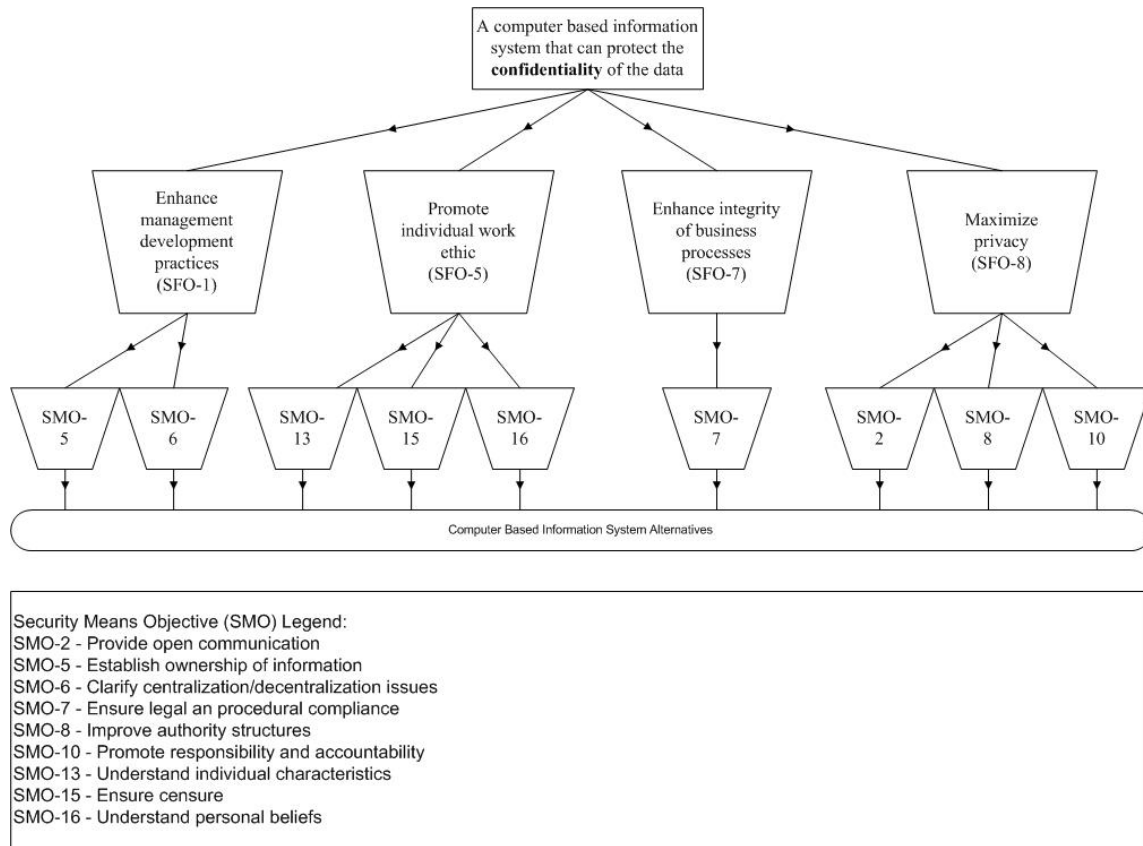 A computer based information
system that can protect the
confidentiality of the data
Enhance
management
development
practices
(SFO-1)
Promote
individual work
ethic
(SFO-5)
Enhance integrity
of business
processes
(SFO-7)
Maximize
privacy
(SFO-8)
SMO-
5
SMO-
6
SMO-
13
SMO-
15
SMO-
16
SMO-
7
SMO-
2
SMO-
8
SMO-
10
Computer Based Information System Alternatives
Security Means Objective (SMO) Legend:
SMO-2 - Provide open communication
SMO-5 - Establish ownership of information
SMO-6 - Clarify centralization/decentralization issues
SMO-7 - Ensure legal an procedural compliance
SMO-8 - Improve authority structures
SMO-10 - Promote responsibility and accountability
SMO-13 - Understand individual characteristics
SMO-15 - Ensure censure
SMO-16 - Understand personal beliefs